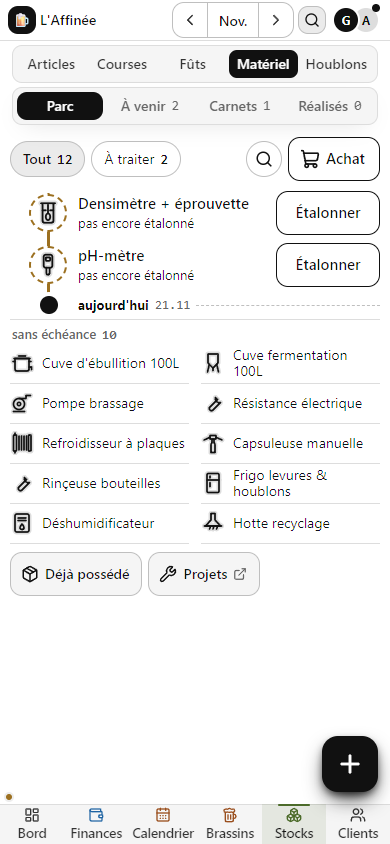 L'Affinée
Nov.
G
A
Articles
Courses
Fûts
Matériel
Houblons
Parc
À venir 2
Carnets 1
Réalisés 0
Tout 12
À traiter 2
Achat
Densimètre + éprouvette
pas encore étalonné
Étalonner
pH-mètre
pas encore étalonné
Étalonner
aujourd'hui 21.11
sans échéance 10
Cuve d'ébullition 100L
Cuve fermentation
100L
Pompe brassage
Résistance électrique
Refroidisseur à plaques
Capsuleuse manuelle
Rinçeuse bouteilles
Frigo levures &
houblons
Déshumidificateur
Hotte recyclage
Déjà possédé
Projets
Bord
Finances
Calendrier
Brassins
Stocks
Clients